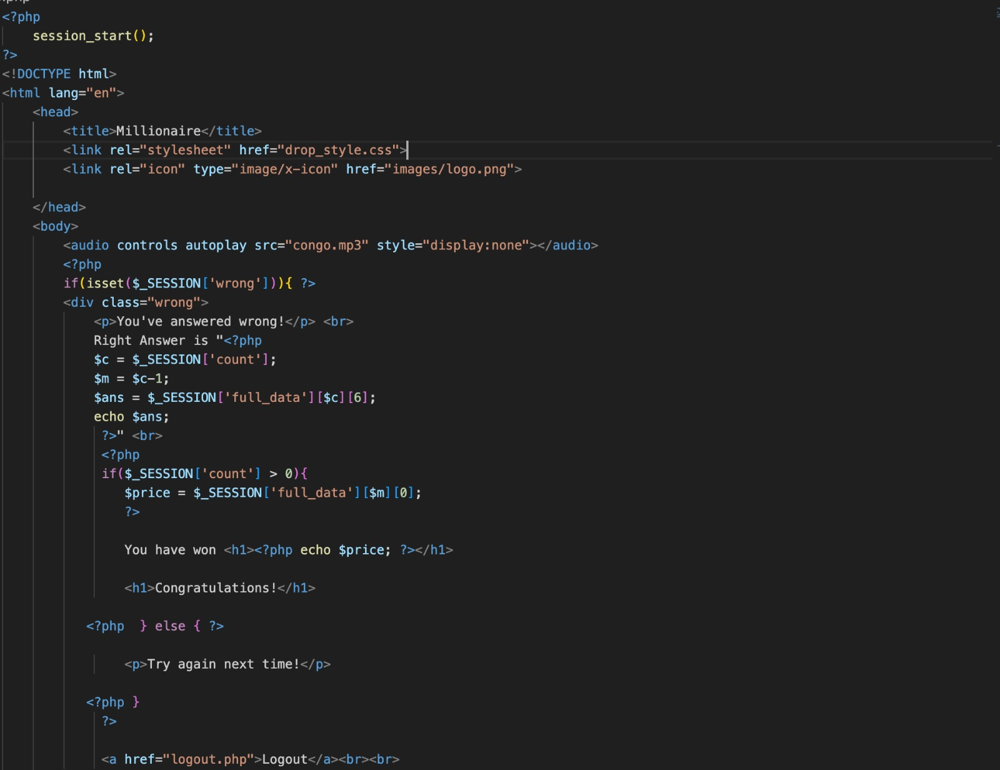 <?php
    session_start();
?>
<!DOCTYPE html>
<html lang="en">
    <head>
        <title>Millionaire</title>
        <link rel="stylesheet" href="drop_style.css">
        <link rel="icon" type="image/x-icon" href="images/logo.png">

    </head>
    <body>
        <audio controls autoplay src="congo.mp3" style="display:none"></audio>
        <?php
        if(isset($_SESSION['wrong'])){ ?>
        <div class="wrong">
            <p>You've answered wrong!</p> <br>
            Right Answer is "<?php
            $c = $_SESSION['count'];
            $m = $c-1;
            $ans = $_SESSION['full_data'][$c][6];
            echo $ans;
             ?>" <br>
             <?php
             if($_SESSION['count'] > 0){
                $price = $_SESSION['full_data'][$m][0];
                ?>

                You have won <h1><?php echo $price; ?></h1>

                <h1>Congratulations!</h1>

           <?php  } else { ?>

                <p>Try again next time!</p>

           <?php }
             ?>

             <a href="logout.php">Logout</a><br><br>